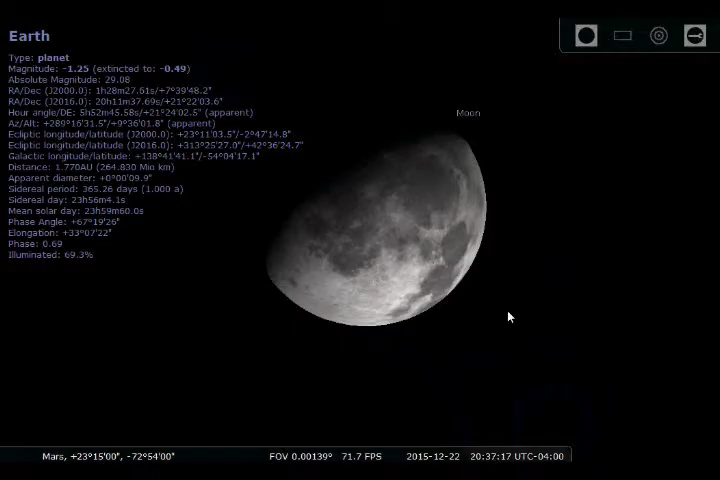 Earth
Type: planet
Magnitude: -1.25 (extincted to: -0.49)
Absolute Magnitude: 29.08
RA/Dec (J2000.0): 1h28m27.61s/+7°39'48.2"
RA/Dec (J2016.0): 20h11m37.69s/+21°22'03.6"
Hour angle/DE: 5h52m45.58s/+21°24'02.5" (apparent)
Az/Alt: +289°16'31.5"/+9°36'01.8" (apparent)
Ecliptic longitude/latitude (J2000.0): +23°11'03.5"/-2°47'14.8"
Ecliptic longitude/latitude (J2016.0): +313°25'27.0"/+42°36'24.7"
Galactic longitude/latitude: +138°41'41.1"/-54°04'17.1"
Distance: 1.770AU (264.830 Mio km)
Apparent diameter: +0°00'09.9"
Sidereal period: 365.26 days (1.000 a)
Sidereal day: 23h56m4.1s
Mean solar day: 23h59m60.0s
Phase Angle: +67°19'26"
Elongation: +33°07'22"
Phase: 0.69
Illuminated: 69.3%
Moon
Mars, +23°15'00", -72°54'00" FOV 0.00139° 71.7 FPS 2015-12-22 20:37:17 UTC-04:00